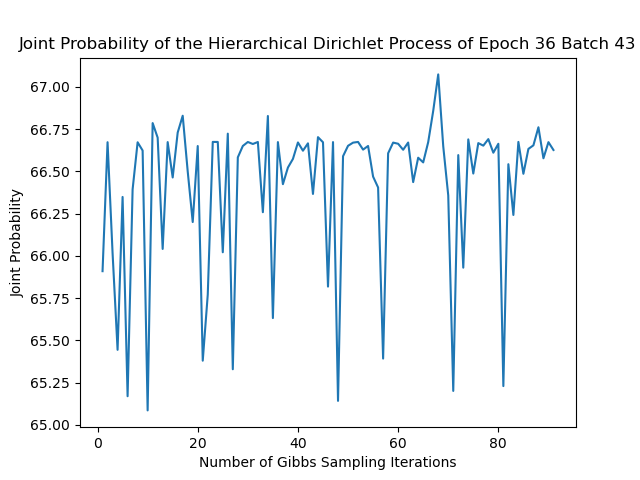 Joint Probability of the Hierarchical Dirichlet Process of Epoch 36 Batch 43
67.00
66.75
66.50
66.25
66.00
65.75
65.50
65.25
65.00
Joint Probability
0 20 40 60 80
Number of Gibbs Sampling Iterations